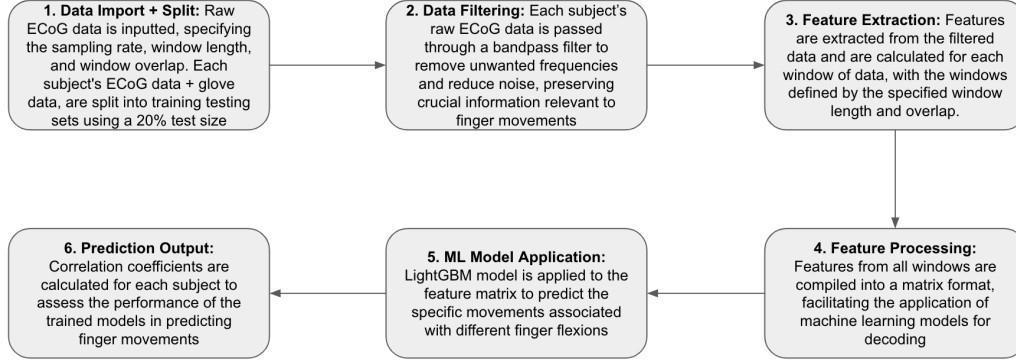 1. Data Import + Split: Raw
ECoG data is inputted, specifying
the sampling rate, window length,
and window overlap. Each
subject's ECoG data + glove
data, are split into training testing
sets using a 20% test size
2. Data Filtering: Each subject's
raw ECoG data is passed
through a bandpass filter to
remove unwanted frequencies
and reduce noise, preserving
crucial information relevant to
finger movements
3. Feature Extraction: Features
are extracted from the filtered
data and are calculated for each
window of data, with the windows
defined by the specified window
length and overlap.
4. Feature Processing:
Features from all windows are
compiled into a matrix format,
facilitating the application of
machine learning models for
decoding
5. ML Model Application:
LightGBM model is applied to the
feature matrix to predict the
specific movements associated
with different finger flexions
6. Prediction Output:
Correlation coefficients are
calculated for each subject to
assess the performance of the
trained models in predicting
finger movements